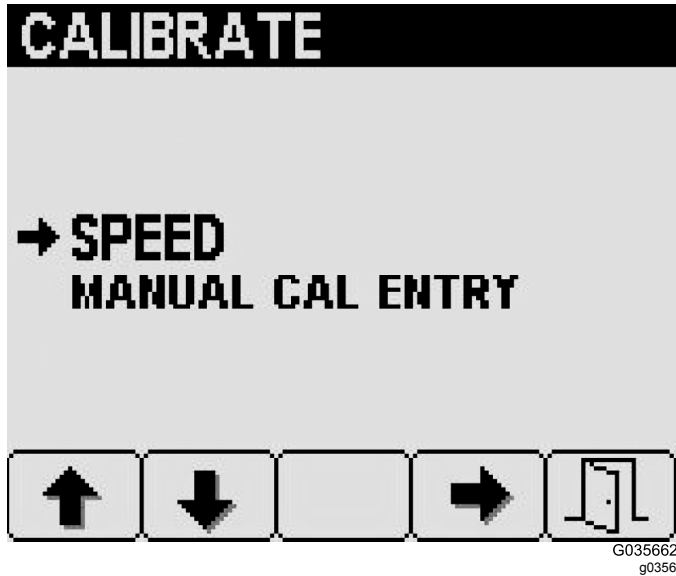 CALIBRATE
SPEED
MANUAL CAL ENTRY
G035662
g0356